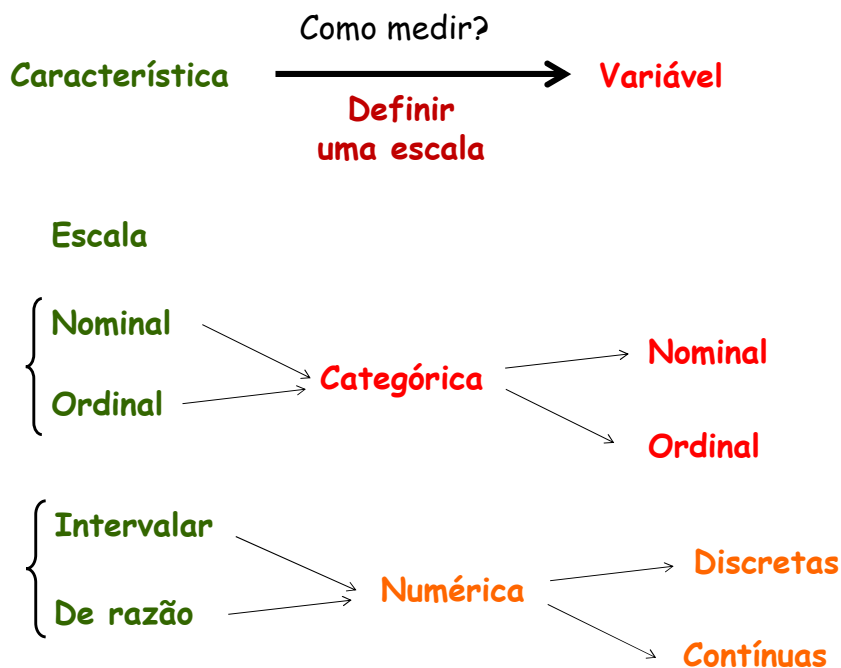 Como medir?
Característica
Variável
Definir
uma escala
Escala
Nominal
Ordinal
Categórica
Nominal
Ordinal
Intervalar
De razão
Numérica
Discretas
Contínuas